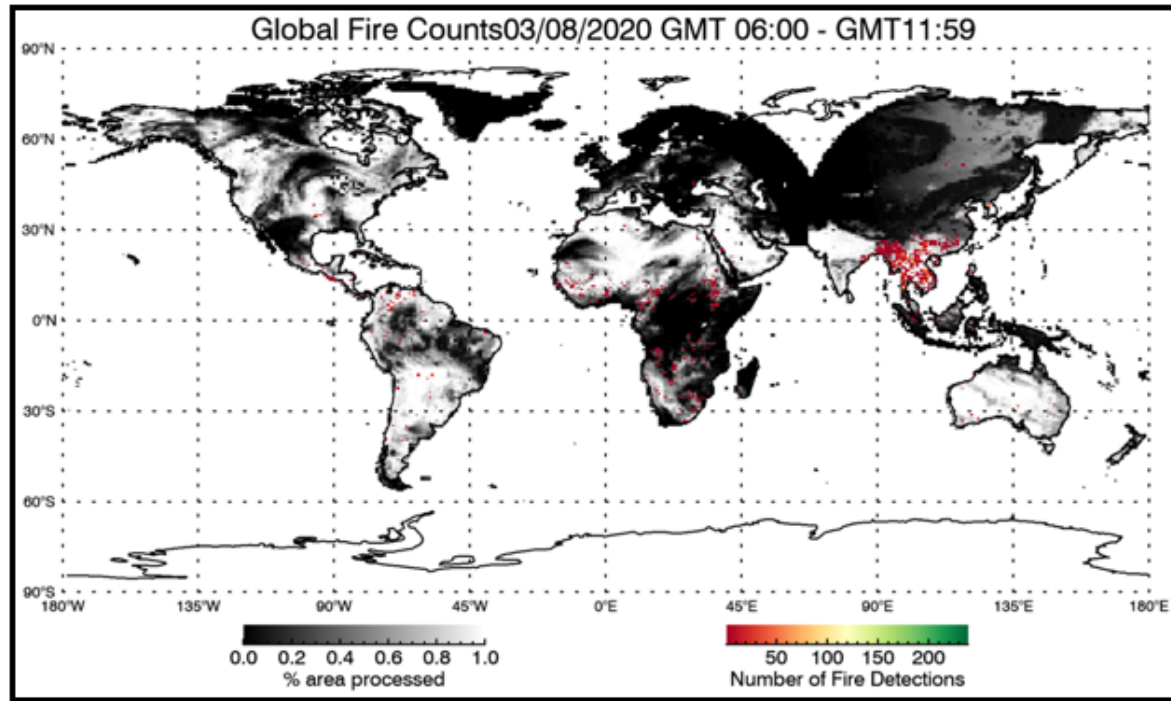 Global Fire Counts03/08/2020 GMT 06:00 - GMT11:59
90°N
60°N
30°N
0°N
30°S
60°S
90°S
180°W 135°W 90°W 45°W 0°E 45°E 90°E 135°E 180°E
0.0 0.2 0.4 0.6 0.8 1.0
% area processed
50 100 150 200
Number of Fire Detections